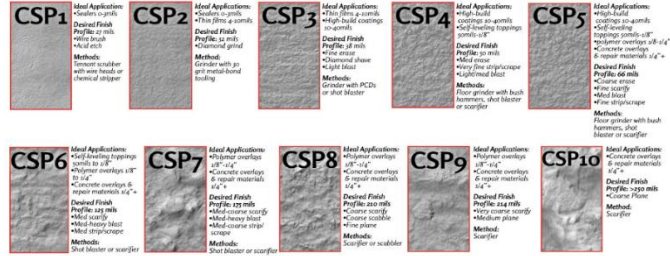 CSP1
Ideal Applications:
•Sealers 0-3mils
Desired Finish
Profile: 27 mils
•Wire brush
•Acid etch
Methods:
Tennant scrubber
with wire heads or
chemical stripper
CSP2
Ideal Applications:
•Sealers 0-3mils
•Thin films 4-10mils
Desired Finish
Profile: 32 mils
•Diamond grind
Methods:
Grinder with 30
grit metal-bond
tooling
CSP3
Ideal Applications:
•Thin films 4-10mils
•High-build coatings
10-40mils
Desired Finish
Profile: 38 mils
•Fine erase
•Diamond shave
•Light blast
Methods:
Grinder with PCDs
or shot blaster
CSP4
Ideal Applications:
•High-build
coatings 10-40mils
•Self-leveling
toppings 50mils-1/8"
Desired Finish
Profile: 50 mils
•Med erase
•Very fine strip/scrape
•Light/med blast
Methods:
Floor grinder with bush
hammers, shot blaster
or scarifier
CSP5
Ideal Applications:
•High-build
coatings 10-40mils
•Self-leveling
toppings 50mils-1/8"
•polymer overlays 1/8-1/4"
•Concrete overlays
& repair materials 1/4"+
Desired Finish
Profile: 66 mils
•Coarse erase
•Fine scarify
•Med blast
•Fine strip/scrape
Methods:
Floor grinder with bush
hammers, shot
blaster or scarifier
CSP6
Ideal Applications:
•Self-leveling toppings
50mils to 1/8"
•Polymer overlays 1/8"
to 1/4"
•Concrete overlays &
repair materials 1/4"+
Desired Finish
Profile: 125 mils
•Med scarify
•Med-heavy blast
•Med strip/scrape
Methods:
Shot blaster or scarifier
CSP7
Ideal Applications:
•Polymer overlays
1/8"-1/4"
•Concrete overlays
& repair materials
1/4"+
Desired Finish
Profile: 175 mils
•Med-coarse scarify
•Med-heavy blast
•Med-coarse strip/
scrape
Methods:
Shot blaster or scarifier
CSP8
Ideal Applications:
•Polymer overlays
1/8"-1/4"
•Concrete overlays
& repair materials
1/4"+
Desired Finish
Profile: 210 mils
•Coarse scarify
•Coarse scabble
•Fine plane
Methods:
Scarifier or scabbler
CSP9
Ideal Applications:
•Polymer overlays
1/8"-1/4"
•Concrete overlays
& repair materials
1/4"+
Desired Finish
Profile: 214 mils
•Very coarse scarify
•Medium plane
Methods:
Scarifier
CSP10
Ideal Applications:
•Concrete overlays
& repair materials
1/4"+
Desired Finish
Profile: >250 mils
•Coarse Plane
Methods:
Scarifier